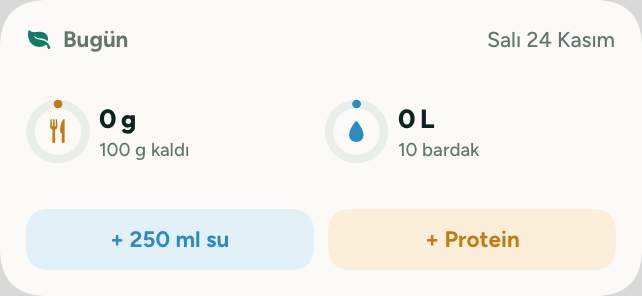 Bugün
Salı 24 Kasım
0 g
100 g kaldı
0 L
10 bardak
+ 250 ml su
+ Protein